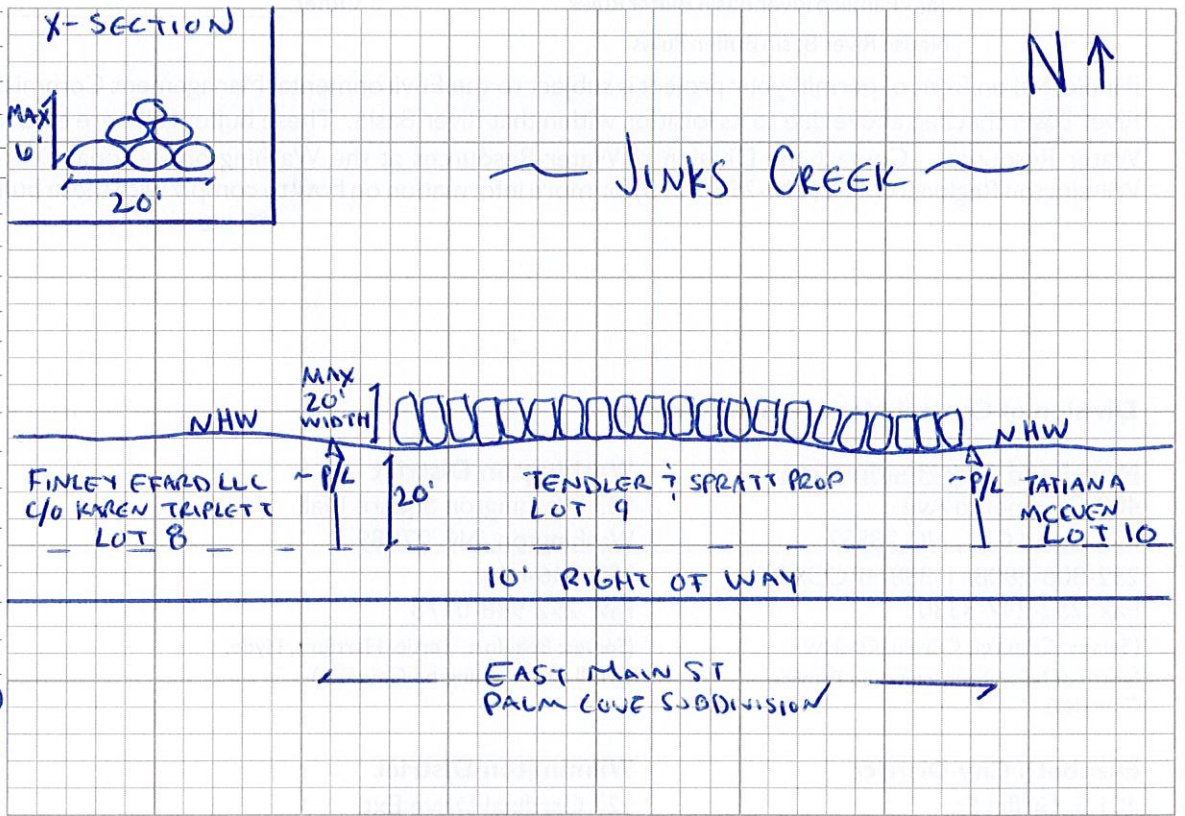 X-SECTION
MAX
6'
20'
N ↑
~ JINKS CREEK ~
MAX
20'
WIDTH
NHW
NHW
FINLEY EFARD LLC
C/O KAREN TRIPLETT
LOT 8
~ P/L
20'
TENDLER & SPRATT PROP
LOT 9
~P/L
TATIANA
MCEVEN
LOT 10
10' RIGHT OF WAY
EAST MAIN ST
PALM COVE SUBDIVISION